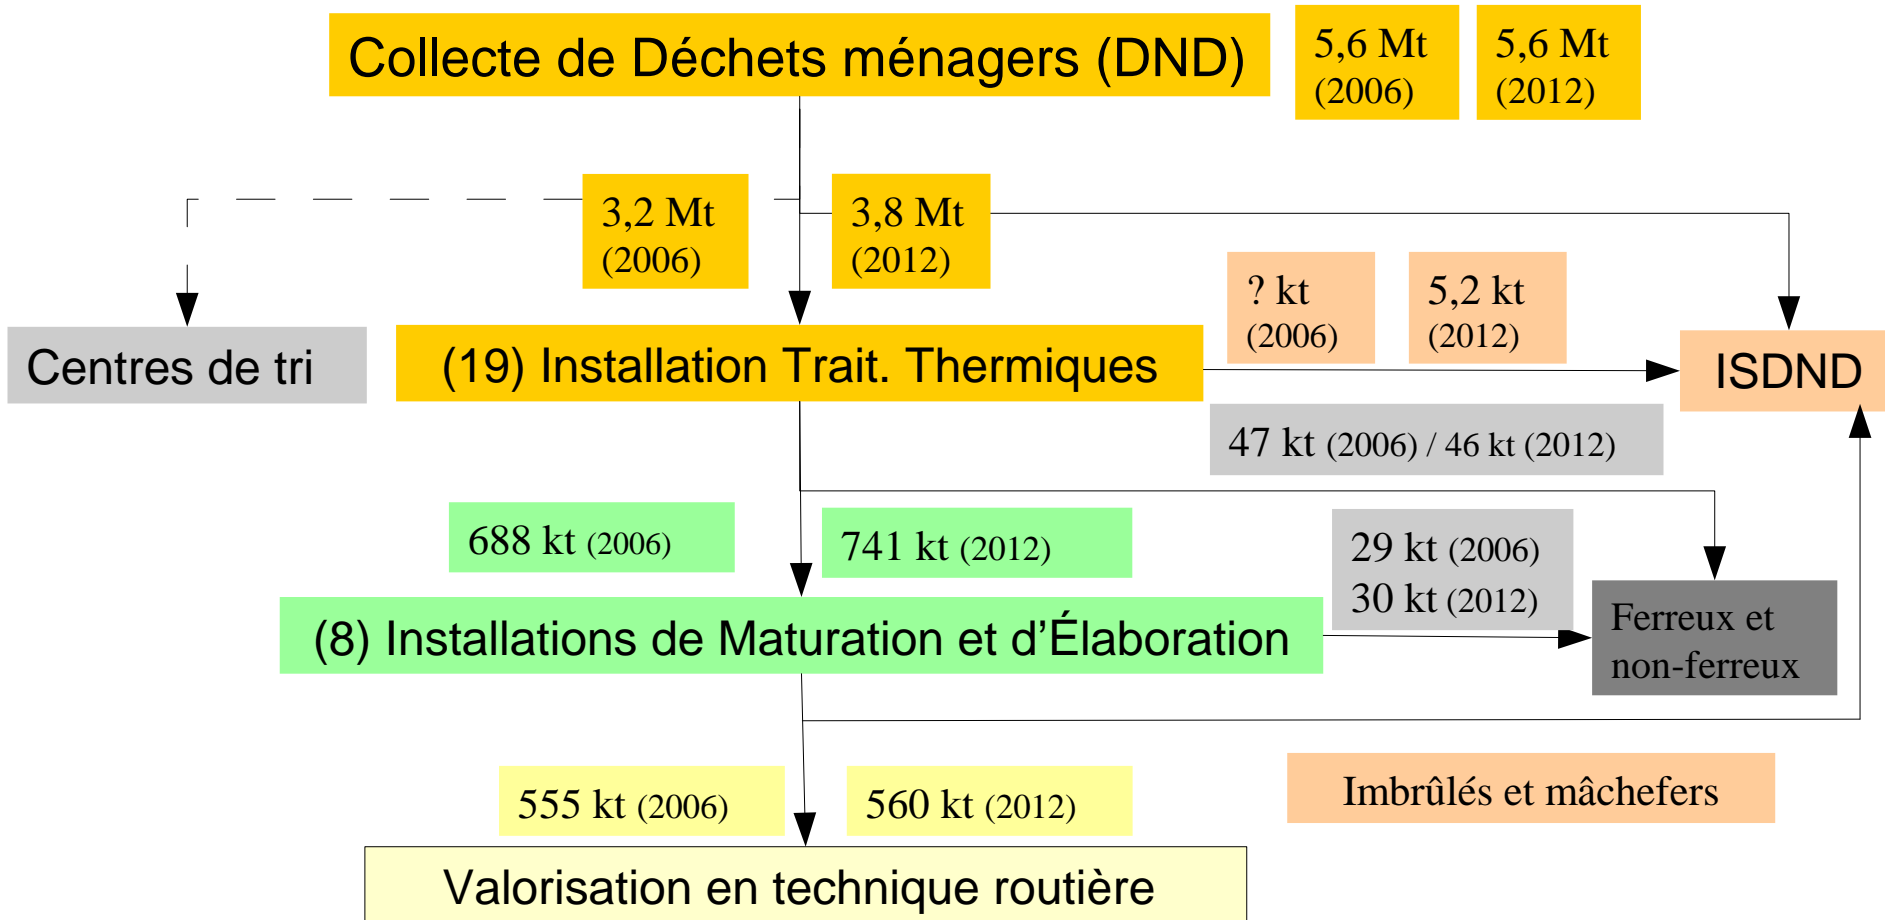 Collecte de Déchets ménagers (DND)
5,6 Mt
(2006)
5,6 Mt
(2012)
3,2 Mt
(2006)
3,8 Mt
(2012)
? kt
(2006)
5,2 kt
(2012)
Centres de tri
(19) Installation Trait. Thermiques
ISDND
47 kt (2006) / 46 kt (2012)
688 kt (2006)
741 kt (2012)
29 kt (2006)
30 kt (2012)
(8) Installations de Maturation et d’Élaboration
Ferreux et
non-ferreux
555 kt (2006)
560 kt (2012)
Imbrûlés et mâchefers
Valorisation en technique routière